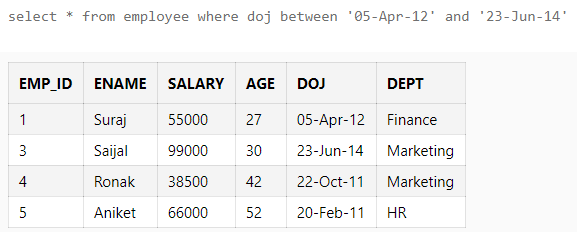 select * from employee where doj between '05-Apr-12' and '23-Jun-14'
EMP_ID ENAME SALARY AGE DOJ DEPT
1 Suraj 55000 27 05-Apr-12 Finance
3 Saijal 99000 30 23-Jun-14 Marketing
4 Ronak 38500 42 22-Oct-11 Marketing
5 Aniket 66000 52 20-Feb-11 HR